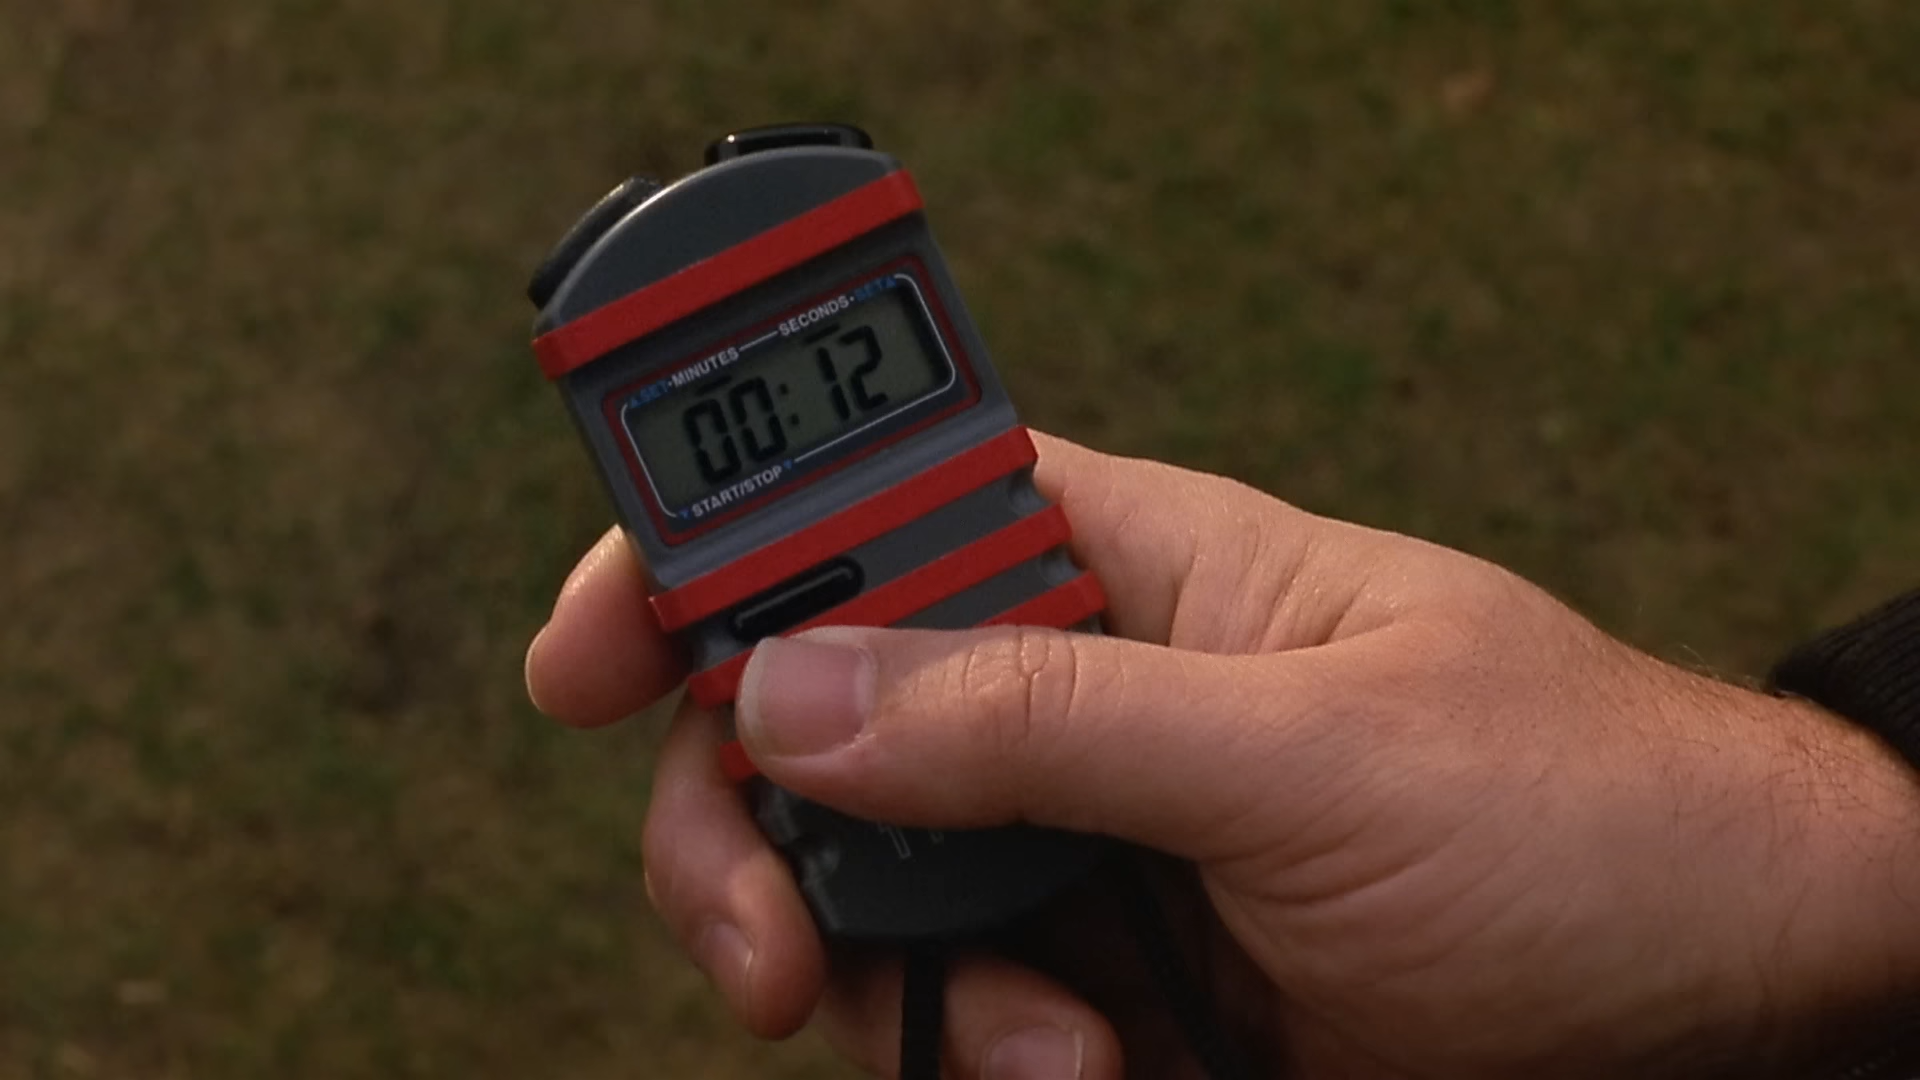 ▲SET•MINUTES — SECONDS•SET▲
00:12
▼START/STOP▼